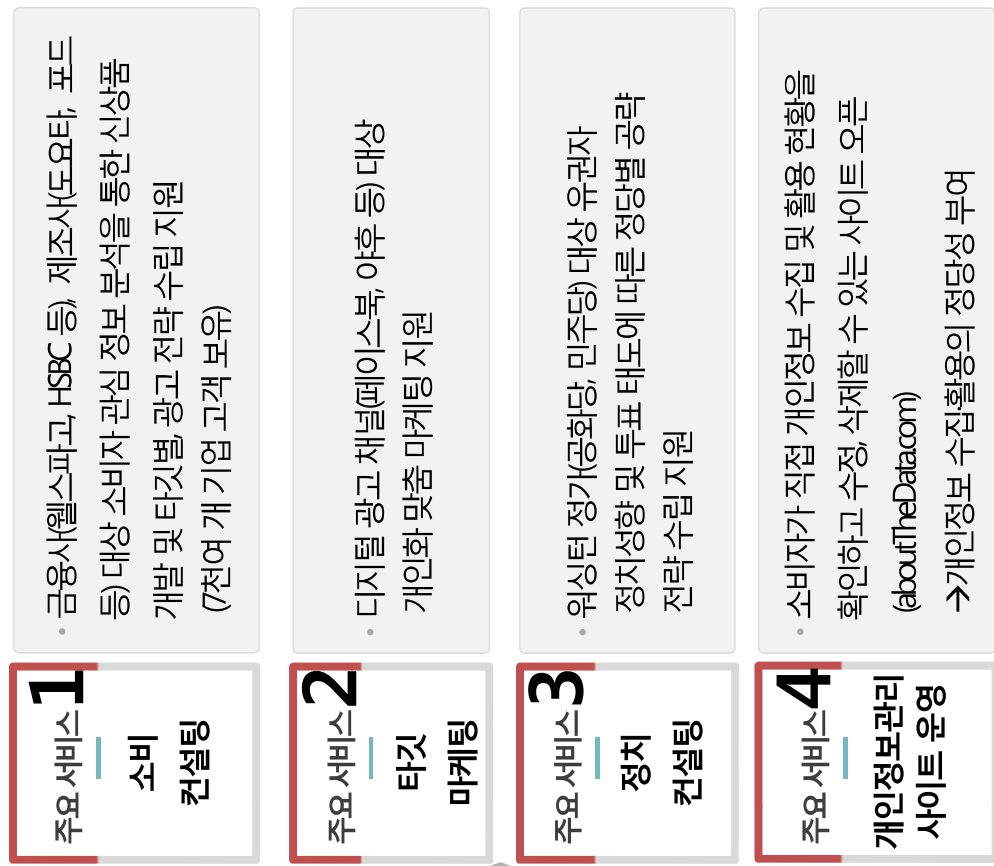 주요 서비스 1
소비
컨설팅
• 금융사(웰스파고, HSBC 등), 제조사(도요타, 포드
등) 대상 소비자 관심 정보 분석을 통한 신상품
개발 및 타깃별, 광고 전략 수립 지원
(7천여 개 기업 고객 보유)
주요 서비스 2
타깃
마케팅
• 디지털 광고 채널(페이스북, 야후 등) 대상
개인화 맞춤 마케팅 지원
주요 서비스 3
정치
컨설팅
• 워싱턴 정가(공화당, 민주당) 대상 유권자
정치성향 및 투표 태도에 따른 정당별 공략
전략 수립 지원
주요 서비스 4
개인정보관리
사이트 운영
• 소비자가 직접 개인정보 수집 및 활용 현황을
확인하고 수정, 삭제할 수 있는 사이트 오픈
(aboutTheData.com)
→개인정보 수집·활용의 정당성 부여